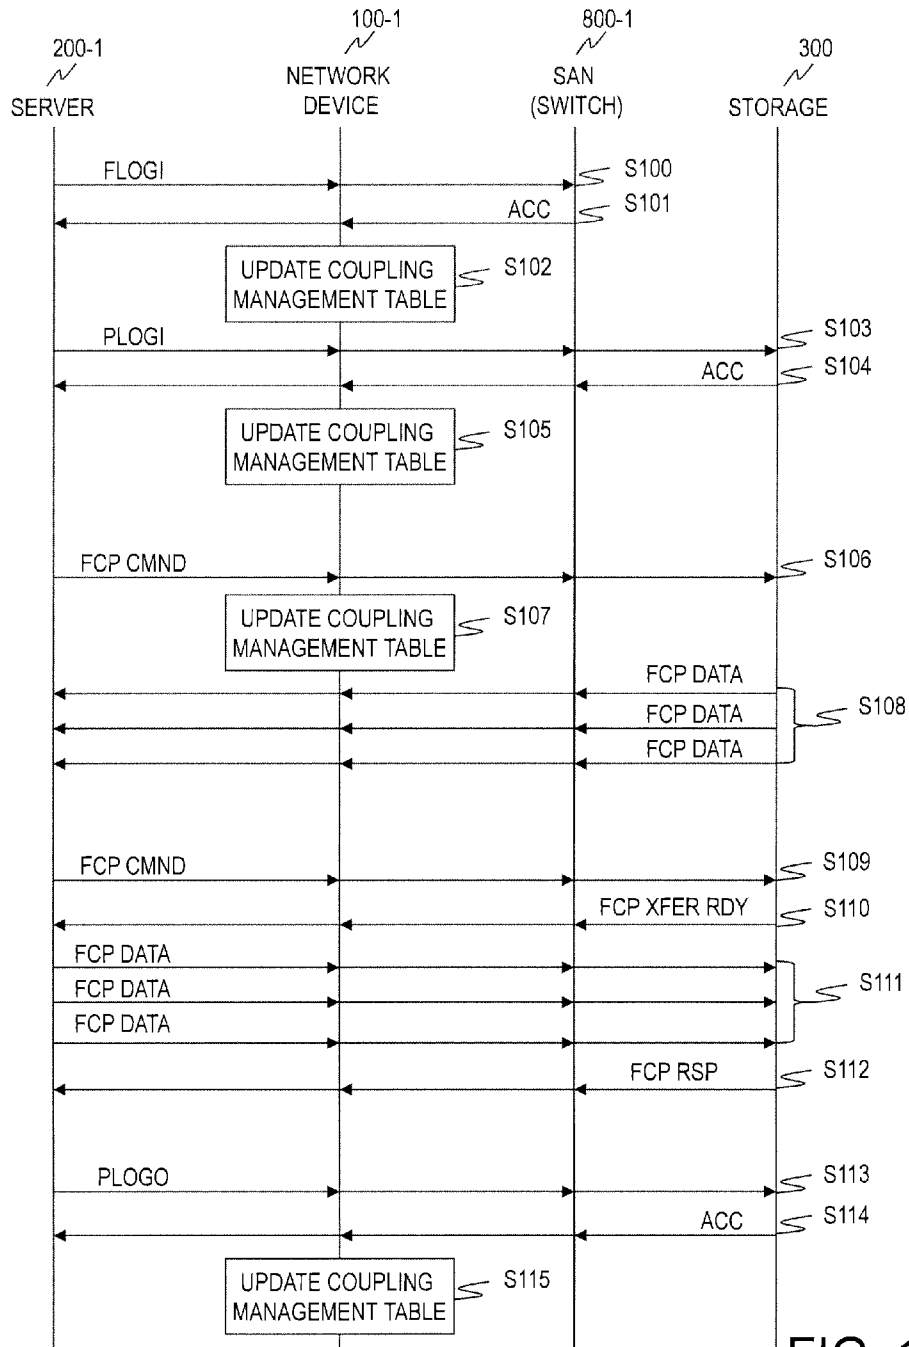 200-1
100-1
800-1
300
SERVER
NETWORK
DEVICE
SAN
(SWITCH)
STORAGE
FLOGI
S100
ACC
S101
UPDATE COUPLING
MANAGEMENT TABLE
S102
PLOGI
S103
ACC
S104
UPDATE COUPLING
MANAGEMENT TABLE
S105
FCP CMND
S106
UPDATE COUPLING
MANAGEMENT TABLE
S107
FCP DATA
FCP DATA
FCP DATA
S108
FCP CMND
S109
FCP XFER RDY
S110
FCP DATA
FCP DATA
FCP DATA
S111
FCP RSP
S112
PLOGO
S113
ACC
S114
UPDATE COUPLING
MANAGEMENT TABLE
S115